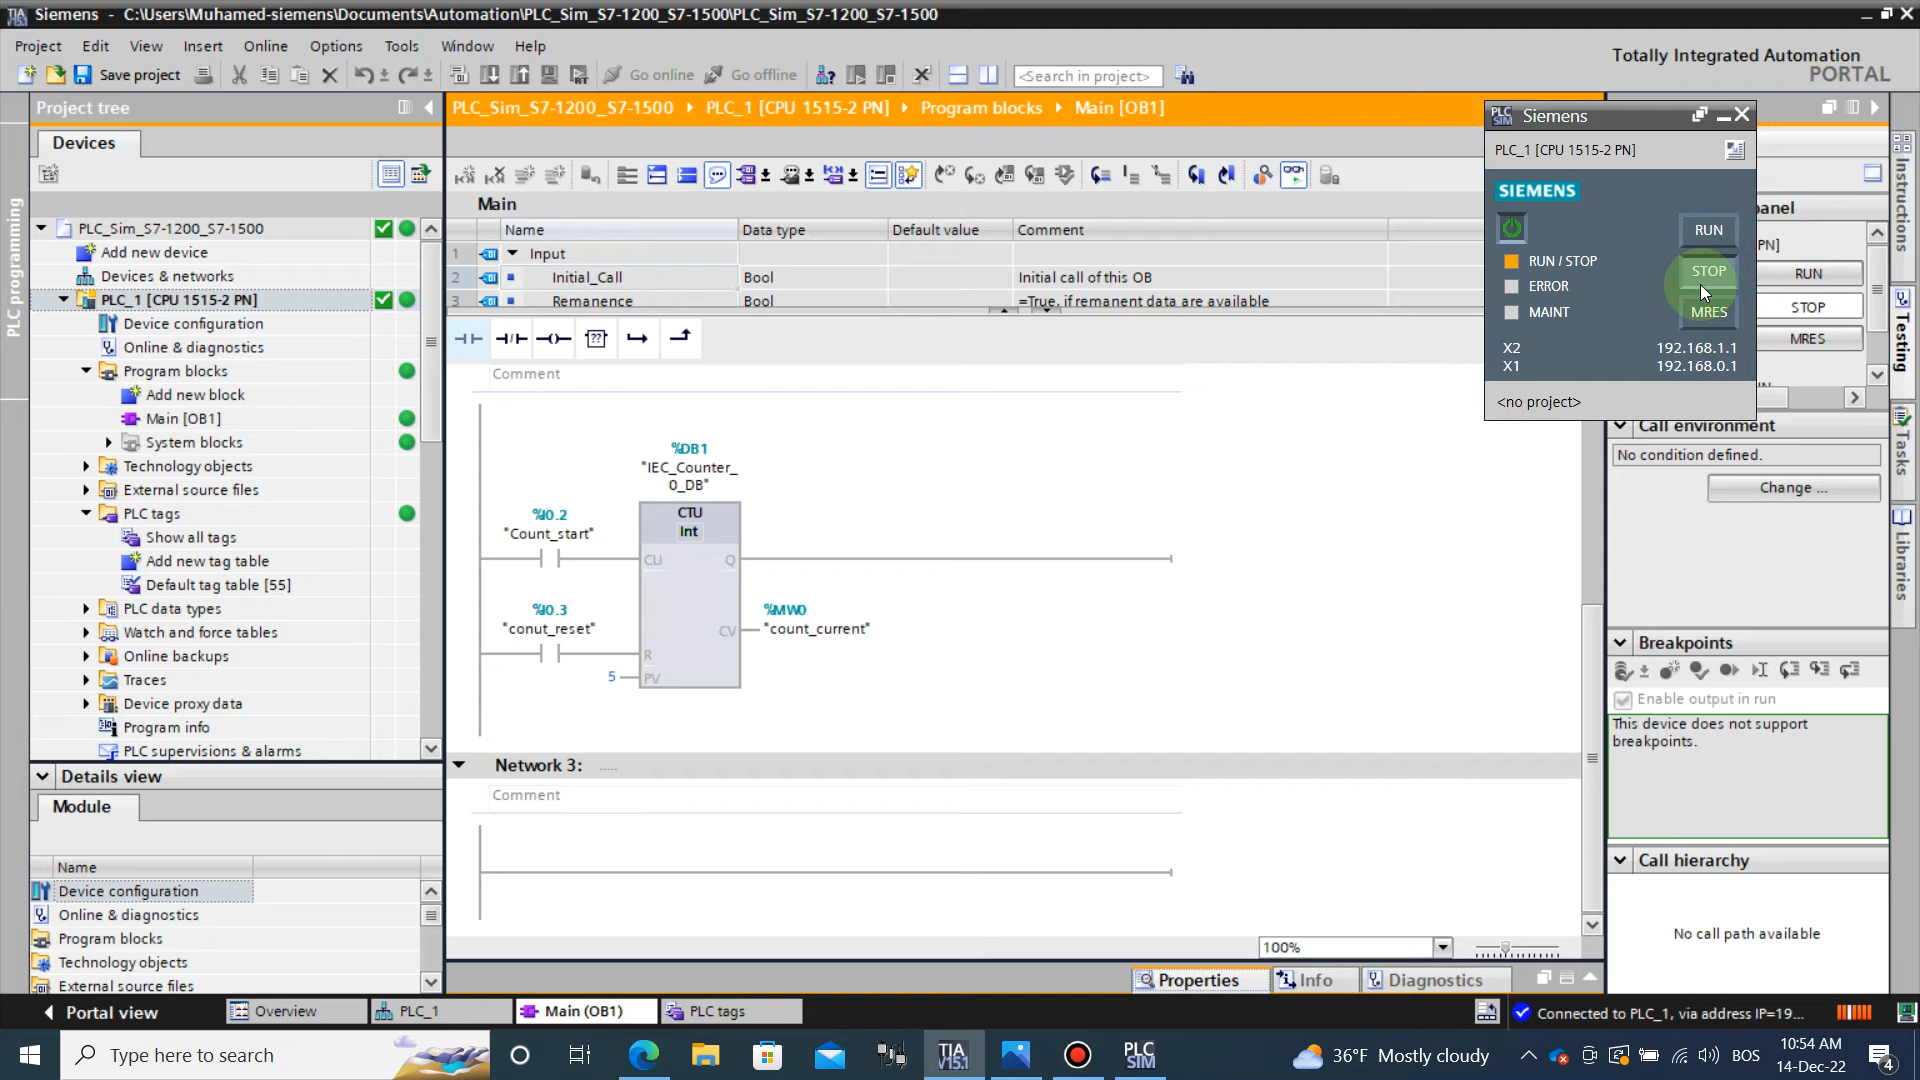 Siemens - C:\Users\Muhamed-siemens\Documents\Automation\PLC_Sim_S7-1200_S7-1500\PLC_Sim_S7-1200_S7-1500
Project Edit View Insert Online Options Tools Window Help
Totally Integrated Automation
PORTAL
Save project
Go online
Go offline
<Search in project>
Project tree
PLC_Sim_S7-1200_S7-1500 PLC_1 [CPU 1515-2 PN] Program blocks Main [OB1]
PLC programming
Devices
PLC_Sim_S7-1200_S7-1500
Add new device
Devices & networks
PLC_1 [CPU 1515-2 PN]
Device configuration
Online & diagnostics
Program blocks
Add new block
Main [OB1]
System blocks
Technology objects
External source files
PLC tags
Show all tags
Add new tag table
Default tag table [55]
PLC data types
Watch and force tables
Online backups
Traces
Device proxy data
Program info
PLC supervisions & alarms
Details view
Module
Name
Device configuration
Online & diagnostics
Program blocks
Technology objects
External source files
Main
Name Data type Default value Comment
1 Input
2 Initial_Call Bool Initial call of this OB
3 Remanence Bool =True, if remanent data are available
??
Comment
%DB1
"IEC_Counter_
0_DB"
CTU
Int
%I0.2
"Count_start"
CU Q
%I0.3
"conut_reset"
%MW0
CV "count_current"
R
5 PV
Network 3: .....
Comment
100%
Properties Info Diagnostics
PLC SIM
Siemens
PLC_1 [CPU 1515-2 PN]
SIEMENS
RUN
RUN / STOP
STOP
ERROR
MAINT
MRES
X2 192.168.1.1
X1 192.168.0.1
<no project>
panel
PN]
RUN
STOP
MRES
Call environment
No condition defined.
Change ...
Breakpoints
Enable output in run
This device does not support
breakpoints.
Call hierarchy
No call path available
Instructions
Testing
Tasks
Libraries
Portal view
Overview
PLC_1
Main (OB1)
PLC tags
Connected to PLC_1, via address IP=19...
Type here to search
TIA
V15.1
PLC
SIM
36°F Mostly cloudy
BOS
10:54 AM
14-Dec-22
4